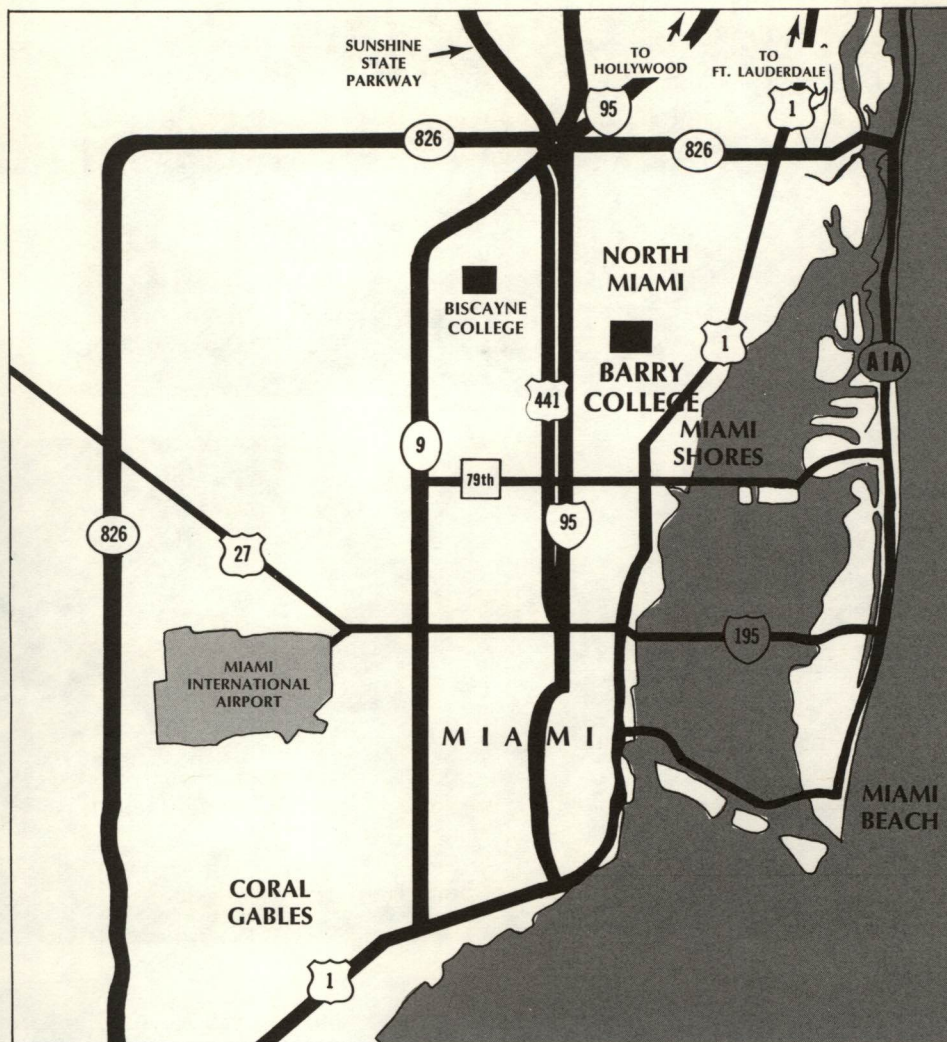 SUNSHINE
STATE
PARKWAY
TO
HOLLYWOOD
TO
FT. LAUDERDALE
95
1
826
826
NORTH
MIAMI
BISCAYNE
COLLEGE
1
BARRY
COLLEGE
A1A
441
MIAMI
SHORES
9
79th
95
826
27
195
MIAMI
INTERNATIONAL
AIRPORT
MIAMI
MIAMI
BEACH
CORAL
GABLES
1